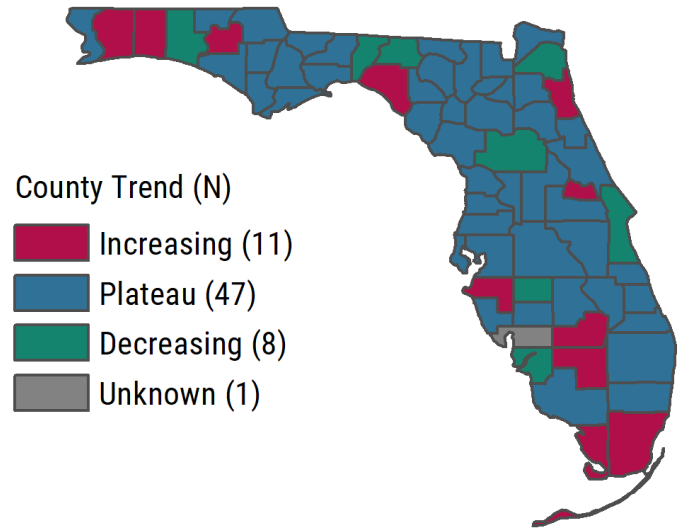 County Trend (N)
Increasing (11)
Plateau (47)
Decreasing (8)
Unknown (1)